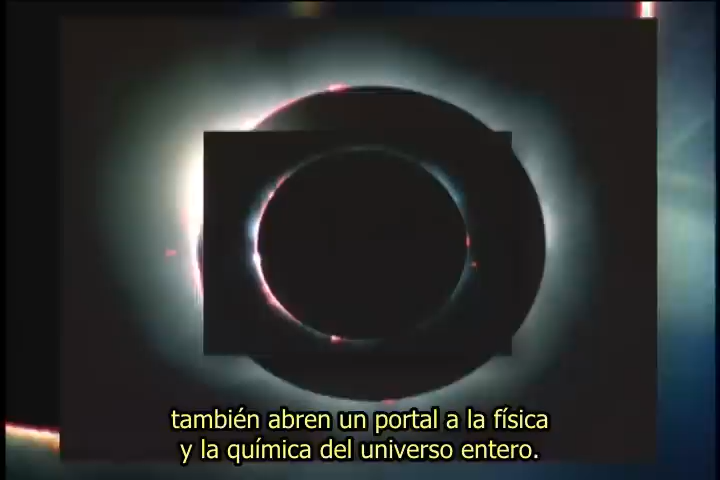 también abren un portal a la física
y la química del universo entero.